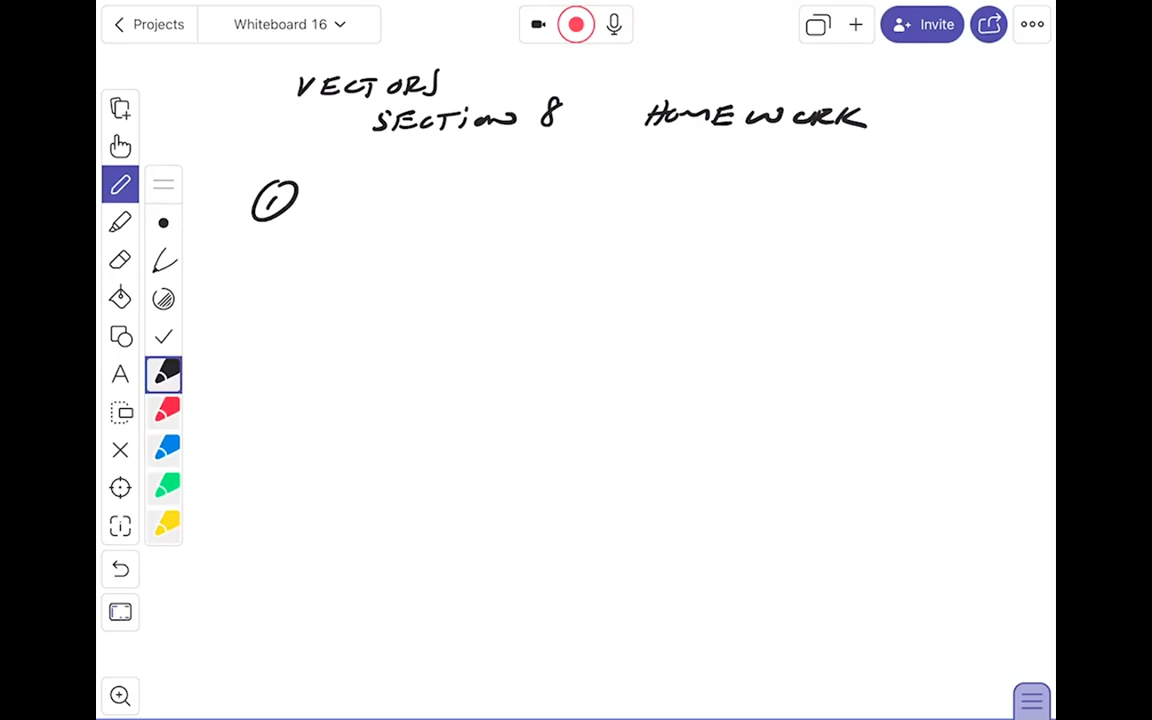 Projects
Whiteboard 16
Invite
VECTORS
SECTION 8 HOMEWORK
①
A